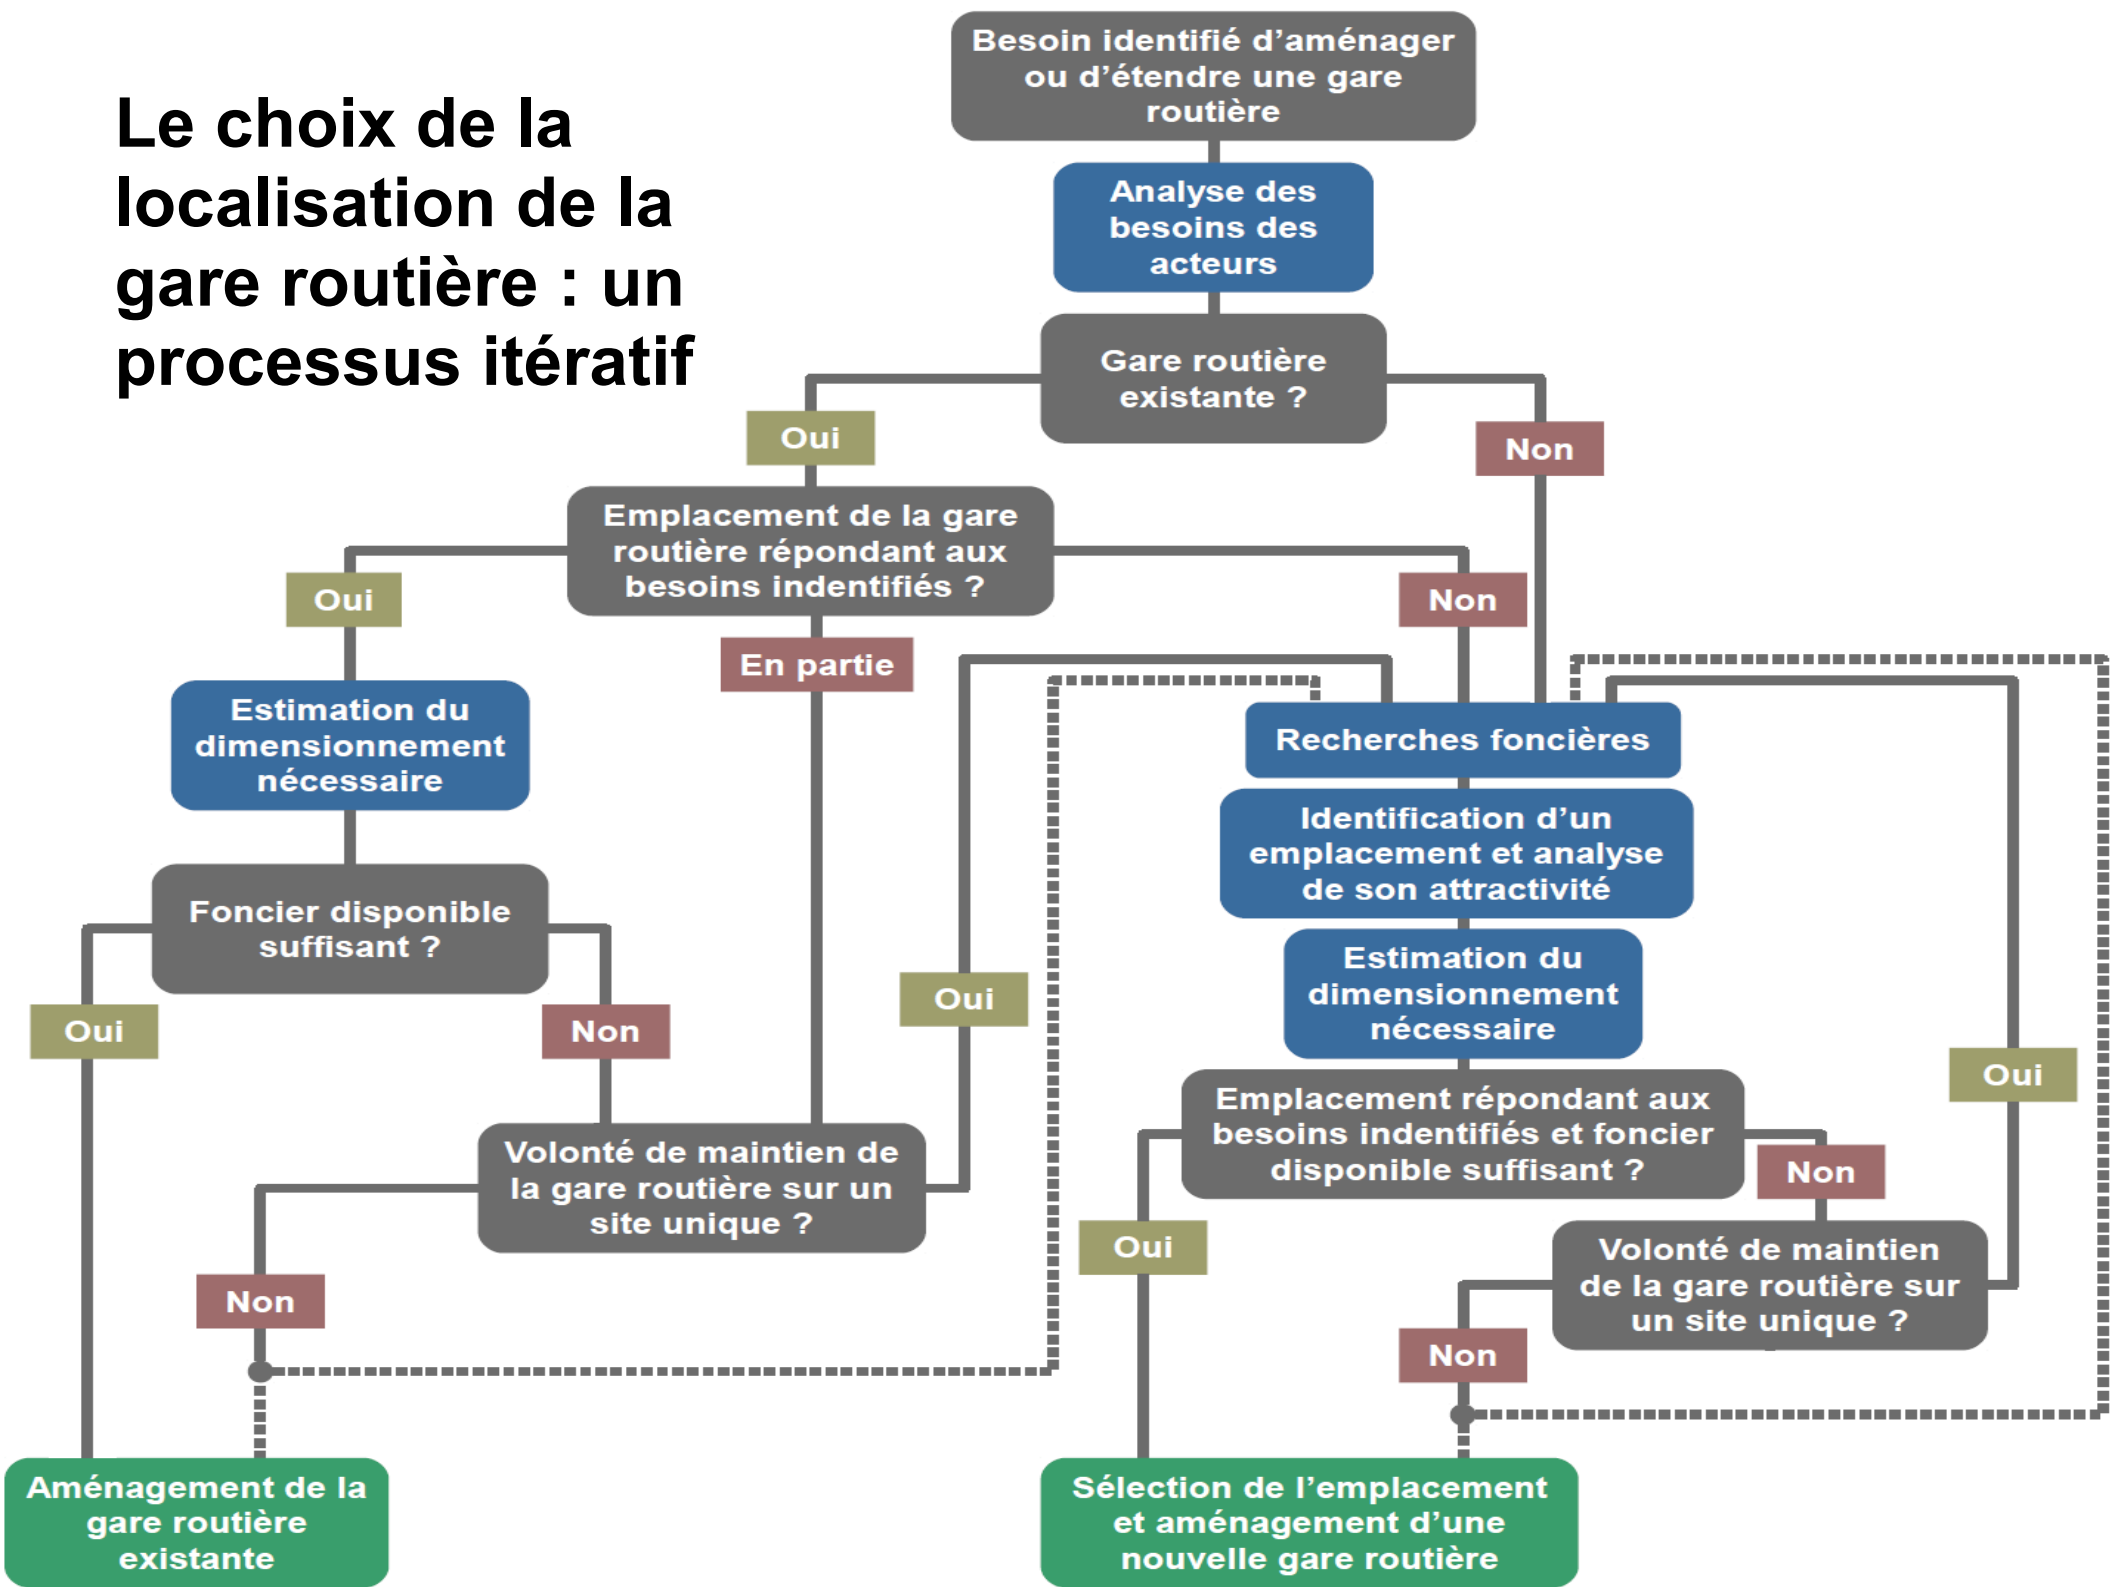 Le choix de la
localisation de la
gare routière : un
processus itératif
Besoin identifié d’aménager
ou d’étendre une gare
routière
Analyse des
besoins des
acteurs
Gare routière
existante ?
Oui
Non
Emplacement de la gare
routière répondant aux
besoins indentifiés ?
Oui
En partie
Non
Estimation du
dimensionnement
nécessaire
Foncier disponible
suffisant ?
Oui
Non
Volonté de maintien de
la gare routière sur un
site unique ?
Oui
Non
Aménagement de la
gare routière
existante
Recherches foncières
Identification d’un
emplacement et analyse
de son attractivité
Estimation du
dimensionnement
nécessaire
Emplacement répondant aux
besoins indentifiés et foncier
disponible suffisant ?
Oui
Non
Volonté de maintien
de la gare routière sur
un site unique ?
Oui
Non
Sélection de l’emplacement
et aménagement d’une
nouvelle gare routière